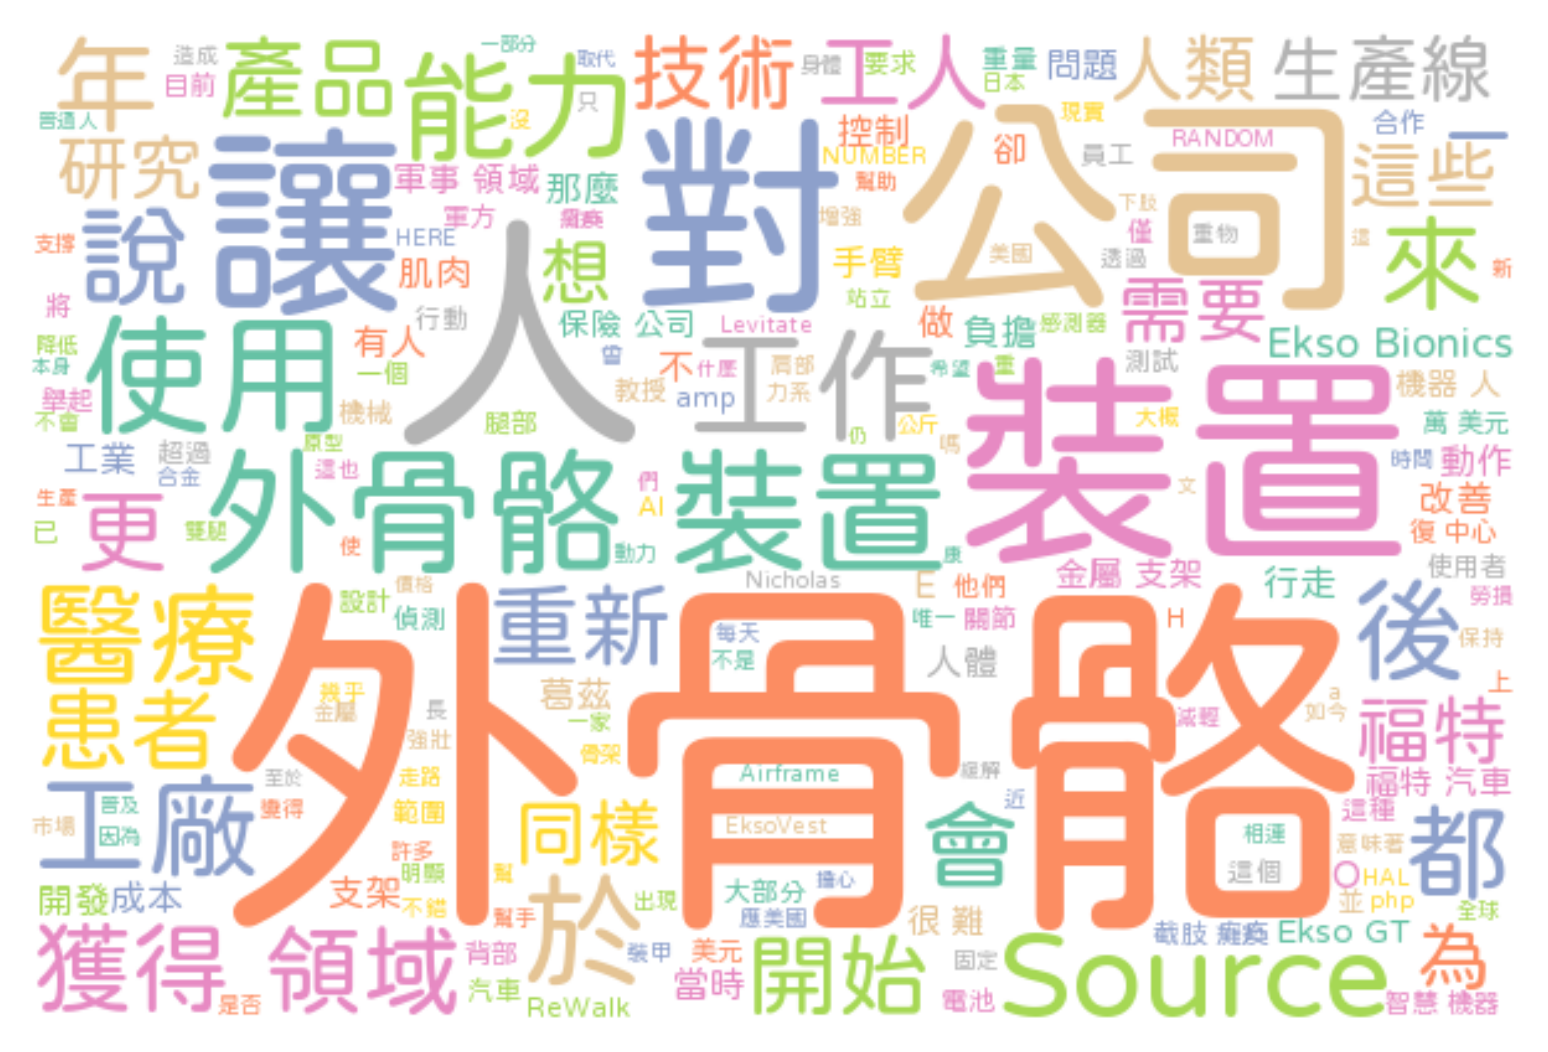 年
造成
目前
產品
能力
一部分
取代
只
沒
技術
身體
工人
要求
重量
日本
問題
人類
生產線
普通人
研究
讓
軍事 領域
軍方
那麼
癱瘓
對
控制
NUMBER
幫助
增強
公司
卻
現實
員工
下肢
RANDOM
合作
一
這些
重物
支撐
說
HERE
肌肉
人
想
手臂
站立
美國
透過
僅
這
來
新
將
使用
有人
行動
一個
保險 公司
曾
Levitate
不
什麼
肩部
做
負擔
感測器
需要
Ekso Bionics
降低
本身
舉起
不會
機械
教授
amp
力系
工作
希望
重
測試
機器 人
腿部
仍
公斤
嗎
大概
裝置
萬 美元
工業
超過
合金
原型
這也
外骨骼 裝置
們
AI
文
時間
動作
生產
已
更
雙腿
使
動力
康
改善
復 中心
醫療
設計
價格
偵測
重新
Nicholas
E
他們
金屬 支架
行走
使用者
唯一
關節
H
後
勞損
保持
患者
外骨骼
幾乎
金屬
長
強壯
葛茲
一家
骨架
每天
不是
人體
減輕
a
如今
上
福特
工廠
至於
變得
走路
範圍
Airframe
緩解
近
福特 汽車
這種
市場
普及
因為
許多
明顯
不錯
同樣
幫
EksoVest
會
相連
這個
意味著
O
HAL
並
php
都
開發
成本
支架
幫手
於
出現
大部分
擔心
應美國
很 難
截肢 癱瘓
Ekso GT
全球
獲得
是否
領域
背部
汽車
裝甲
ReWalk
美元
當時
開始
固定
電池
Source
為
智慧 機器